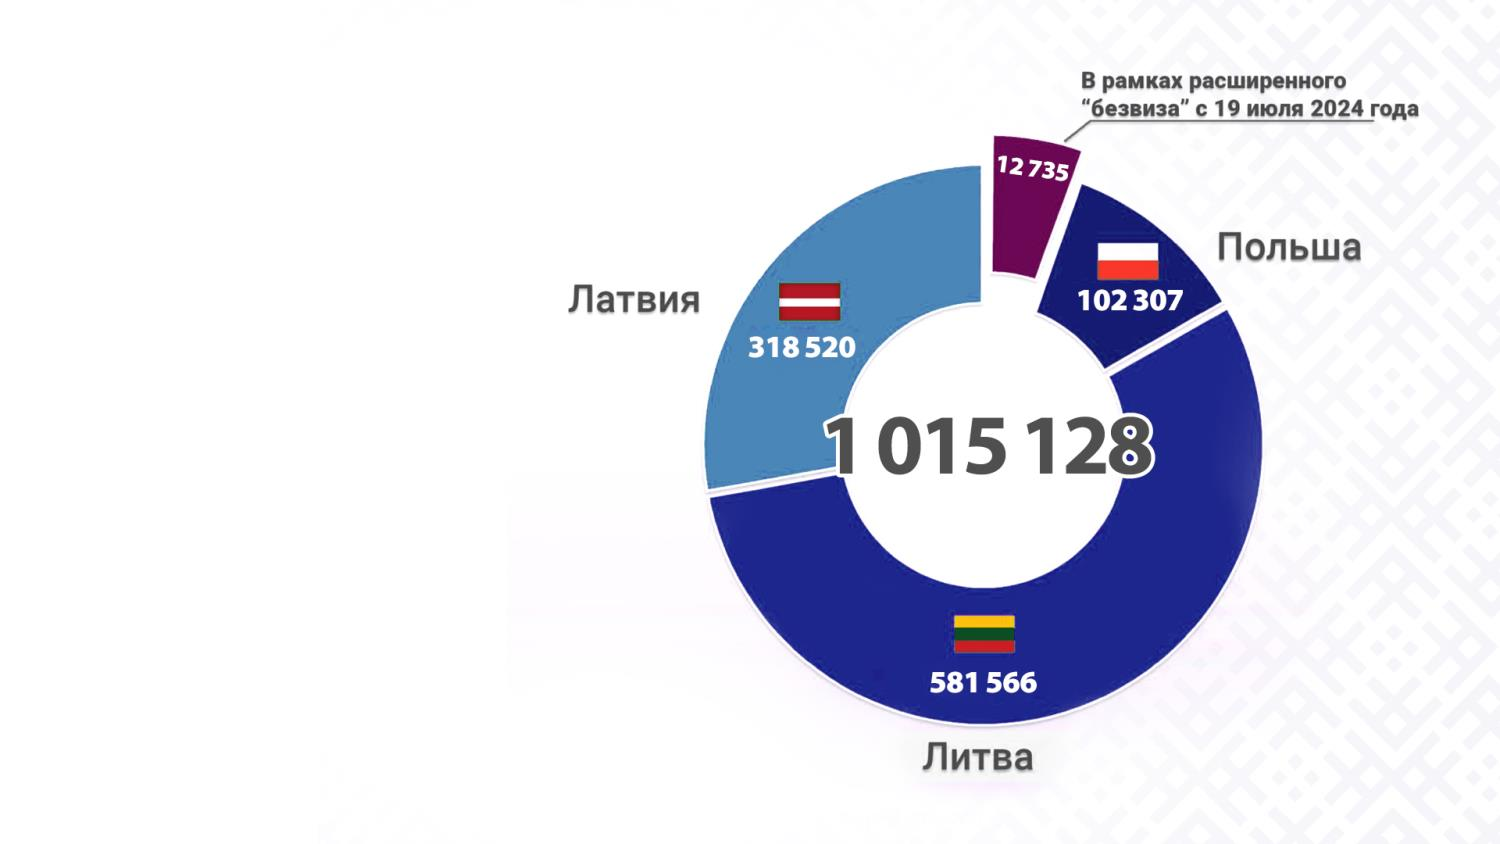 В рамках расширенного
“безвиза” с 19 июля 2024 года
12 735
Польша
102 307
Латвия
318 520
1 015 128
581 566
Литва